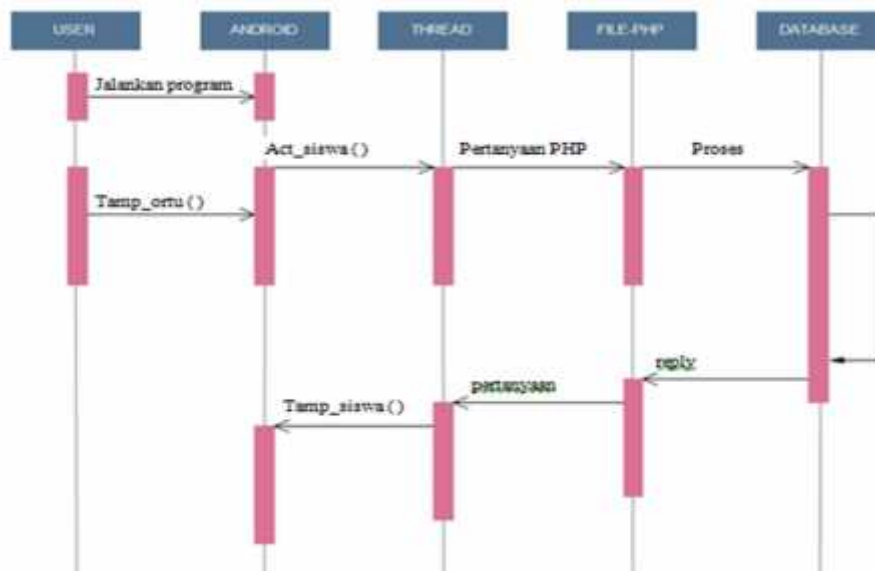 USER
ANDROID
THREAD
FILE-PHP
DATABASE
Jalankan program
Act_siswa ( )
Pertanyaan PHP
Proses
Tamp_ortu ( )
reply
pertanyaan
Tamp_siswa ( )